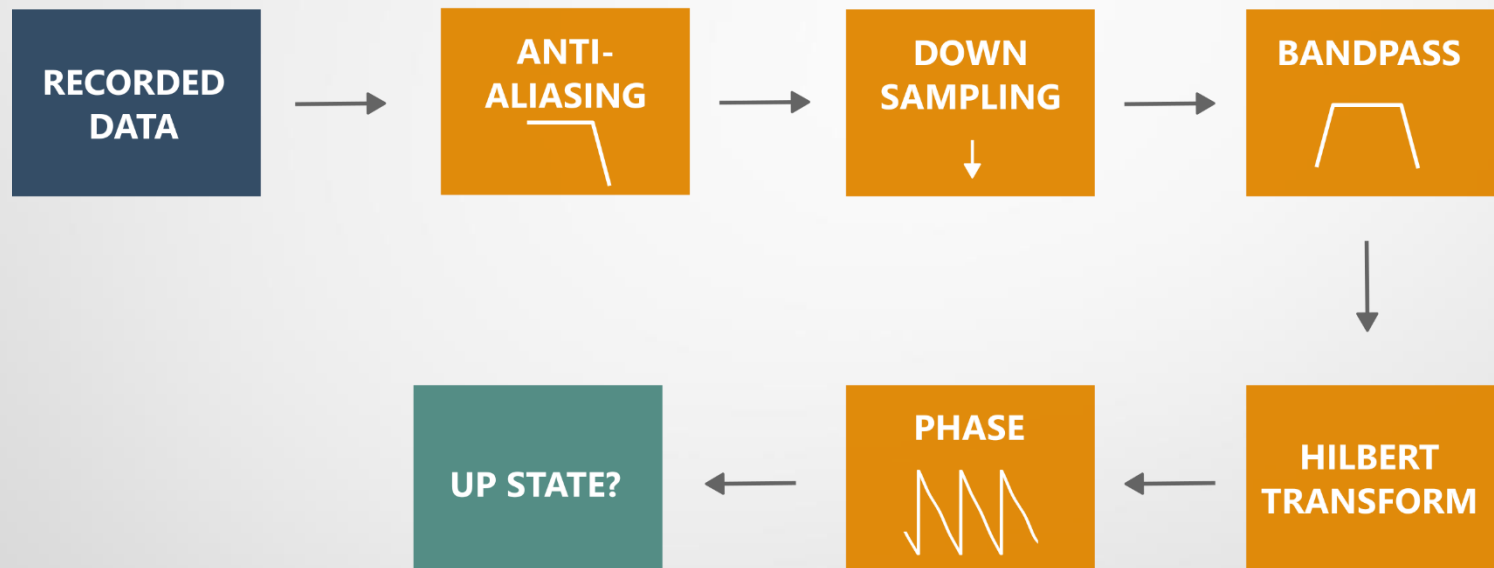 RECORDED
DATA
ANTI-
ALIASING
DOWN
SAMPLING
BANDPASS
HILBERT
TRANSFORM
PHASE
UP STATE?